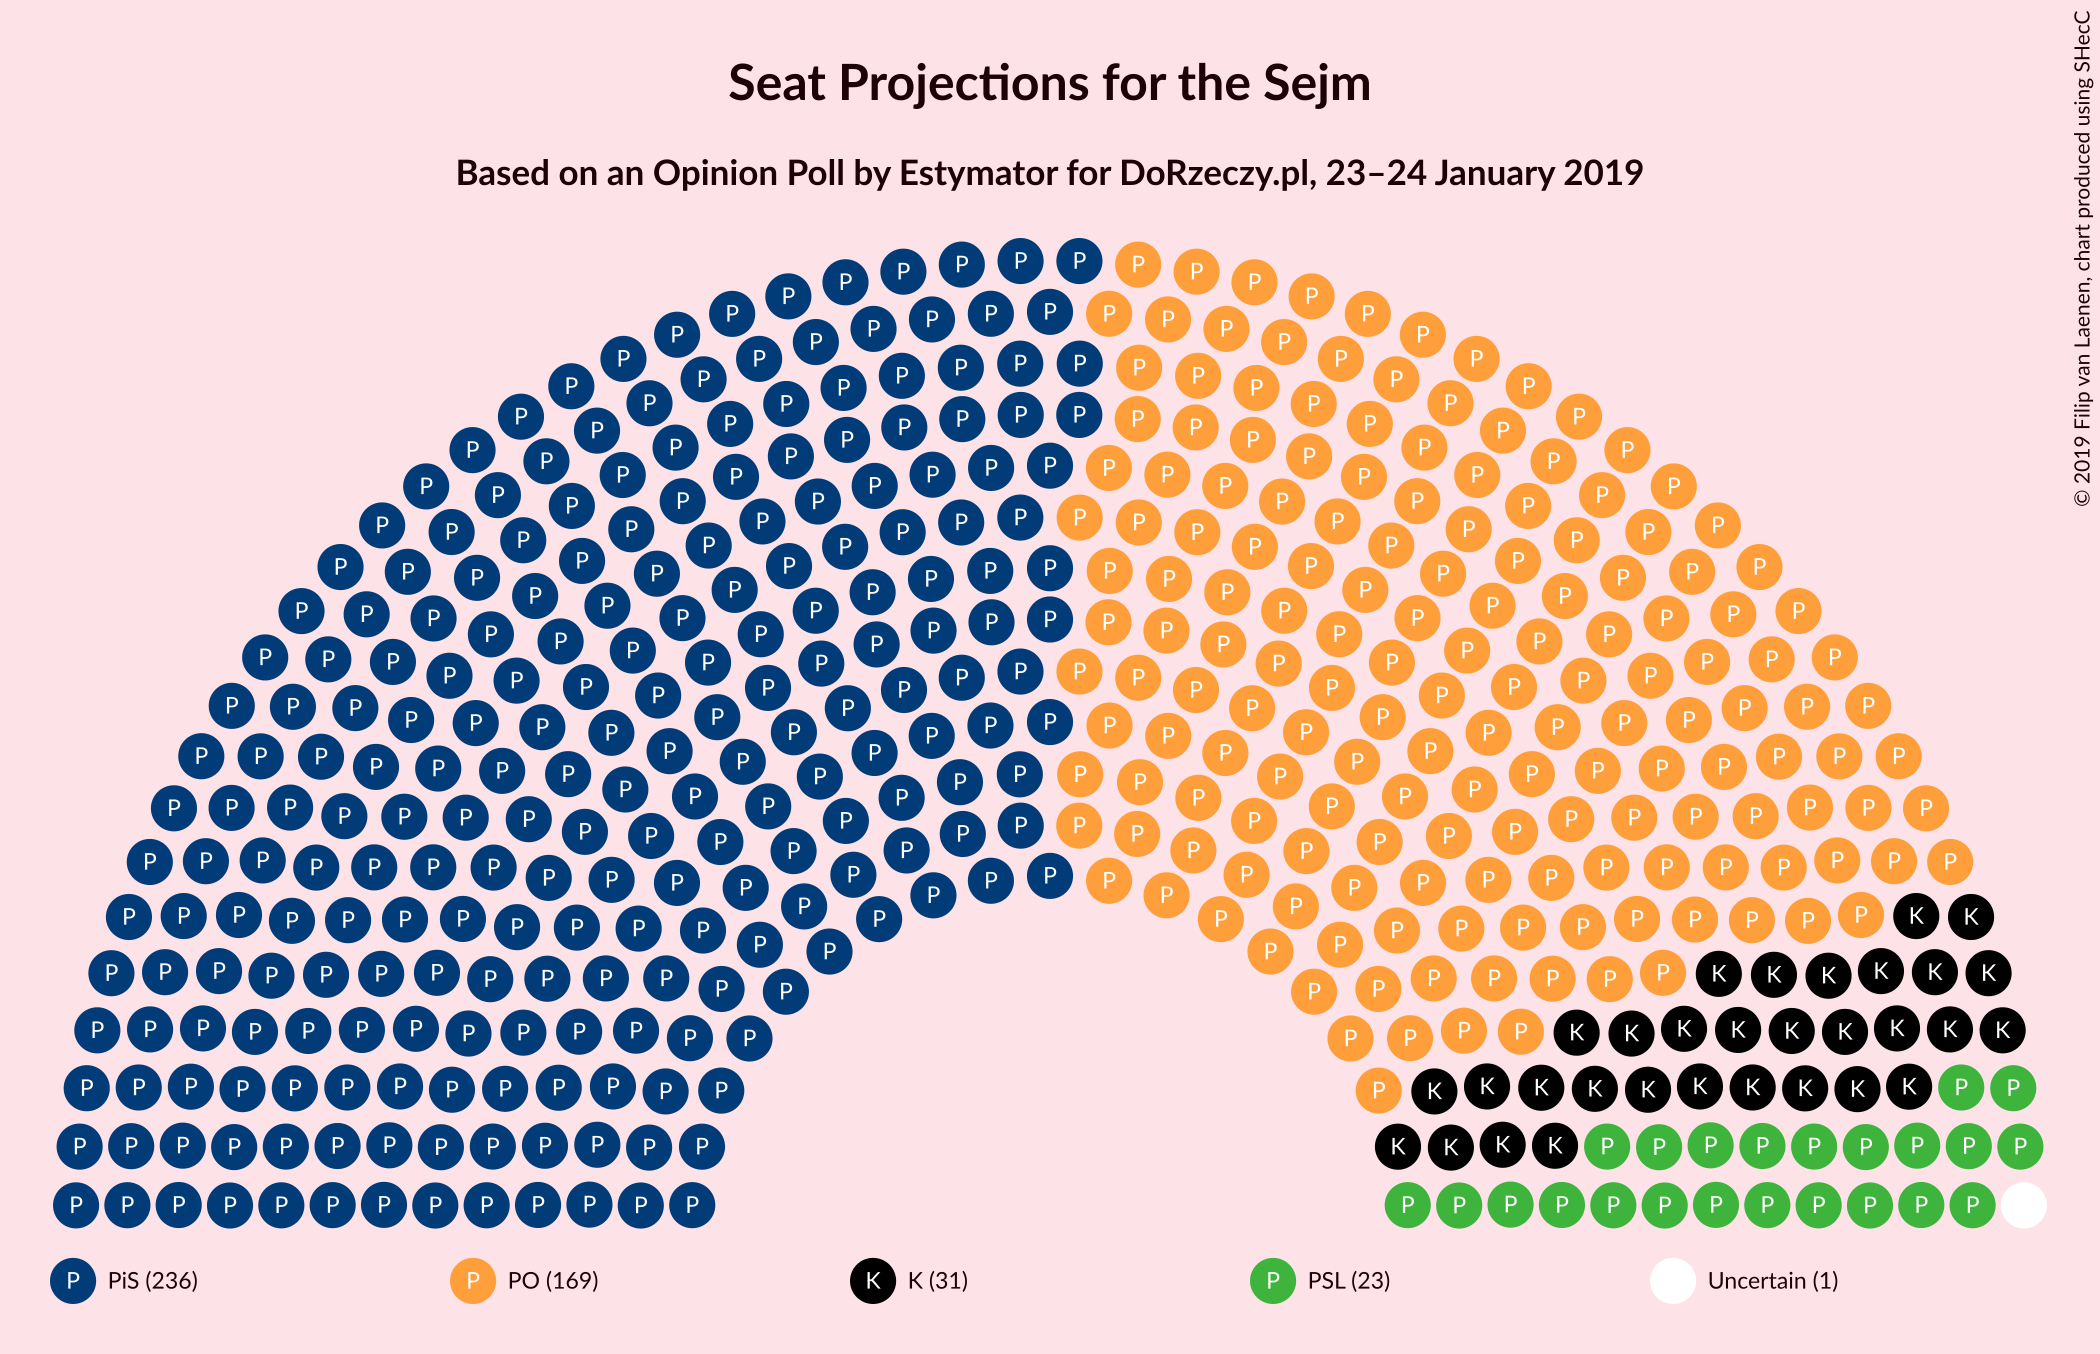 Seat Projections for the Sejm
Based on an Opinion Poll by Estymator for DoRzeczy.pl, 23–24 January 2019
© 2019 Filip van Laenen, chart produced using SHecC
P PiS (236) P PO (169) K K (31) P PSL (23) Uncertain (1)